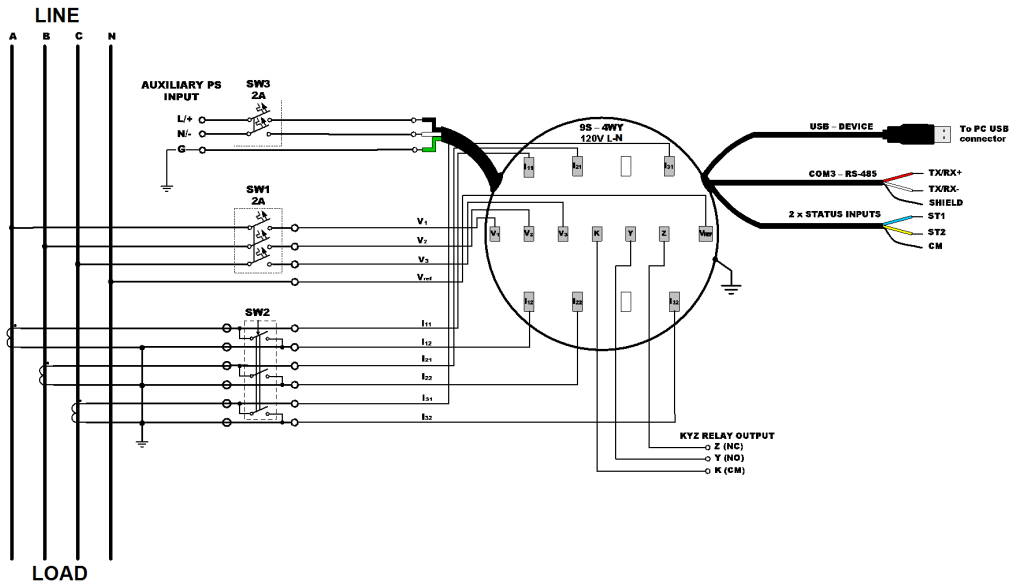 LINE
A B C N
AUXILIARY PS
INPUT
SW3
2A
L/+
N/-
G
9S – 4WY
120V L-N
I11 I21 I31
USB – DEVICE
To PC USB
connector
COM3 – RS-485
TX/RX+
TX/RX-
SHIELD
2 x STATUS INPUTS
ST1
ST2
CM
SW1
2A
V1
V2
V3
Vref
V1 V2 V3 K Y Z VREF
I12 I22 I32
SW2
I11
I12
I21
I22
I31
I32
KYZ RELAY OUTPUT
Z (NC)
Y (NO)
K (CM)
LOAD